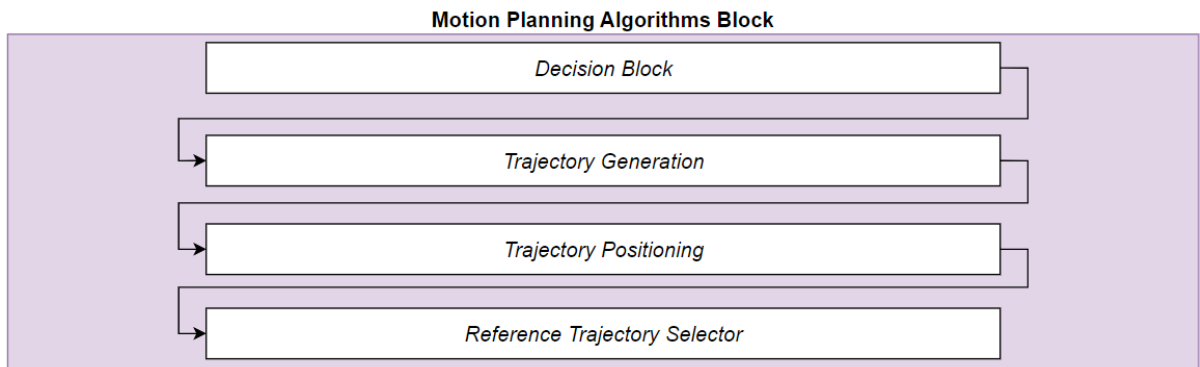 Motion Planning Algorithms Block
Decision Block
Trajectory Generation
Trajectory Positioning
Reference Trajectory Selector